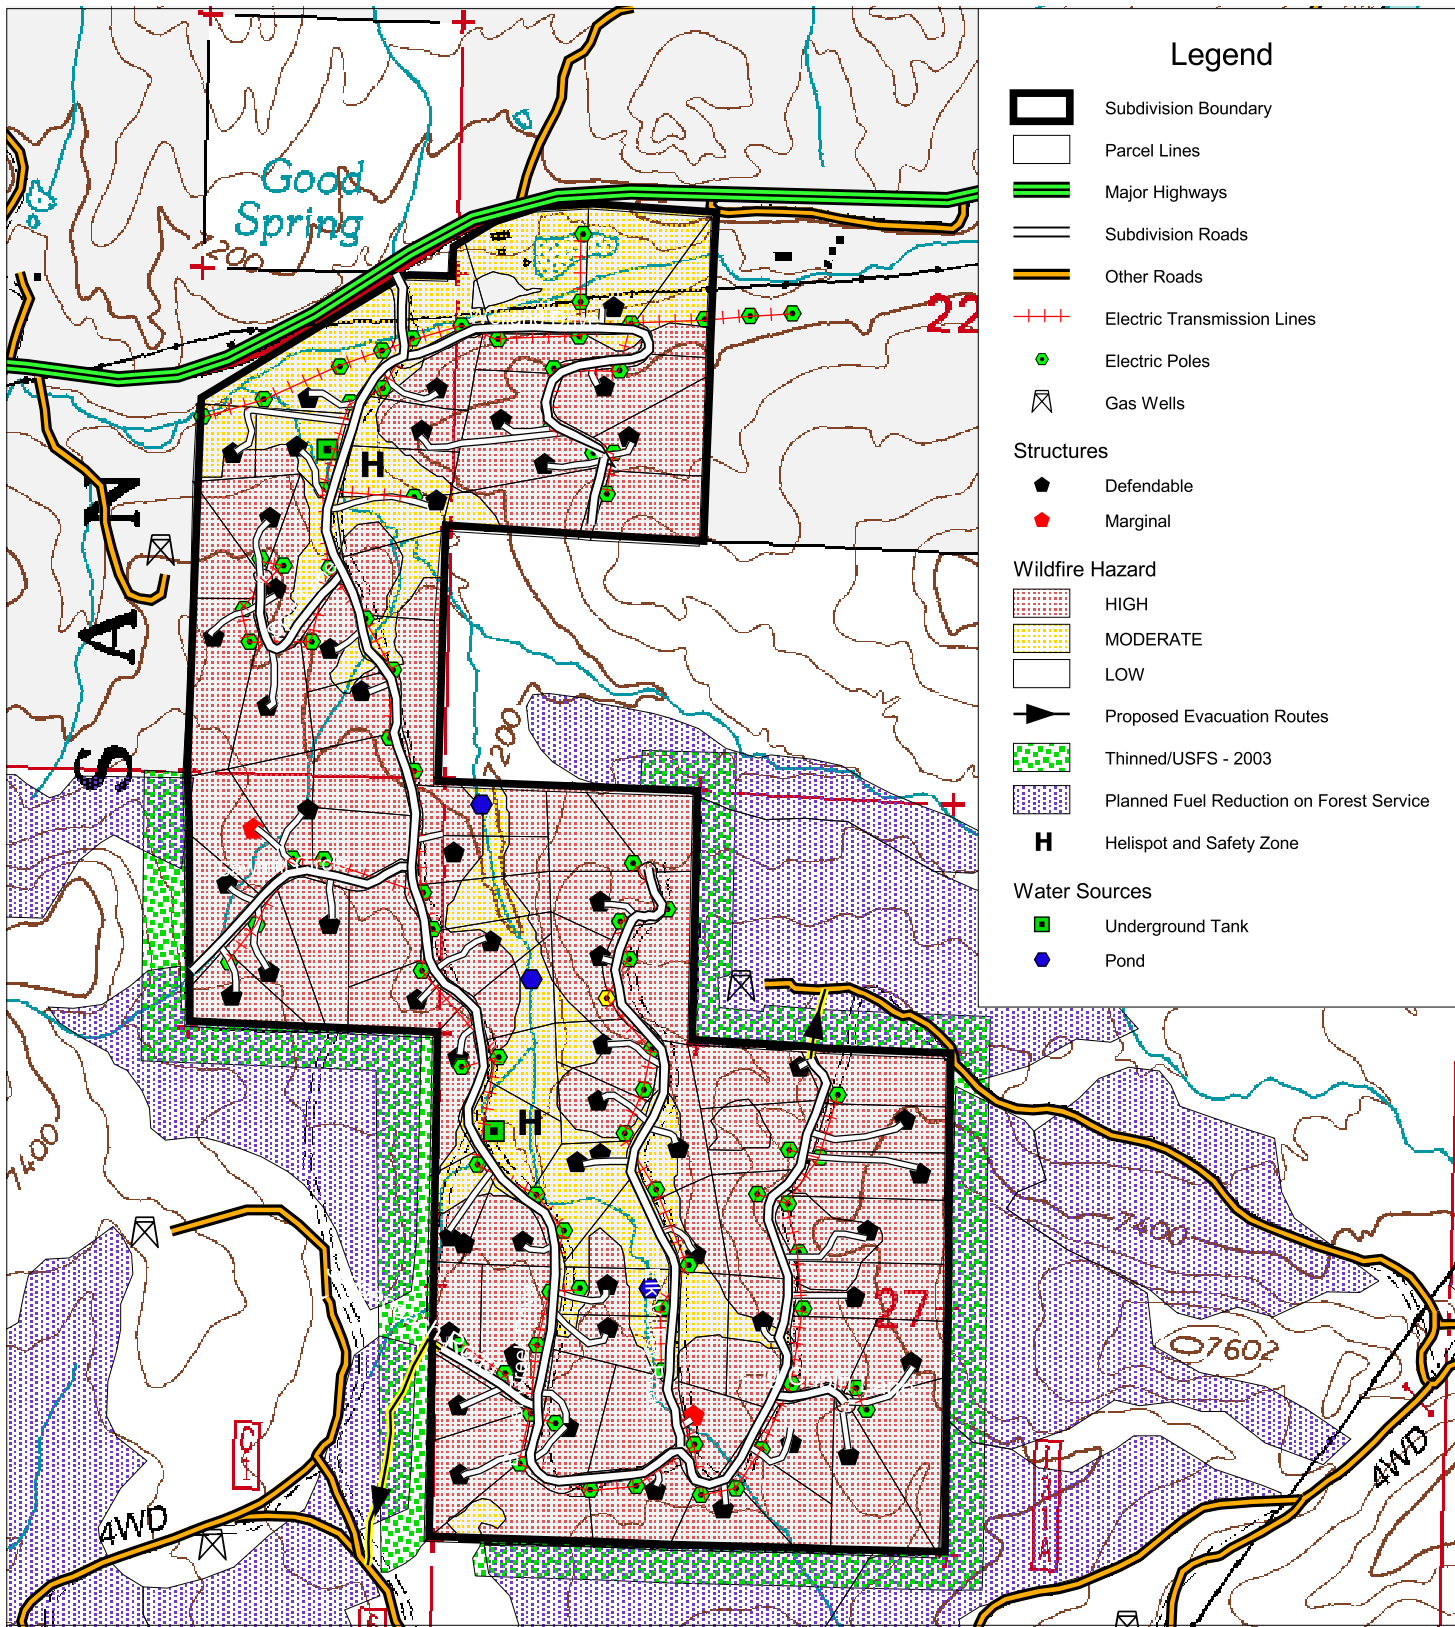 Legend
Subdivision Boundary
Parcel Lines
Major Highways
Subdivision Roads
Other Roads
Electric Transmission Lines
Electric Poles
Gas Wells
Structures
Defendable
Marginal
Wildfire Hazard
HIGH
MODERATE
LOW
Proposed Evacuation Routes
Thinned/USFS - 2003
Planned Fuel Reduction on Forest Service
H Helispot and Safety Zone
Water Sources
Underground Tank
Pond
Good
Spring
7200
22
H
SAN
7200
H
7400
7400
27
7602
C
1
4WD
4WD